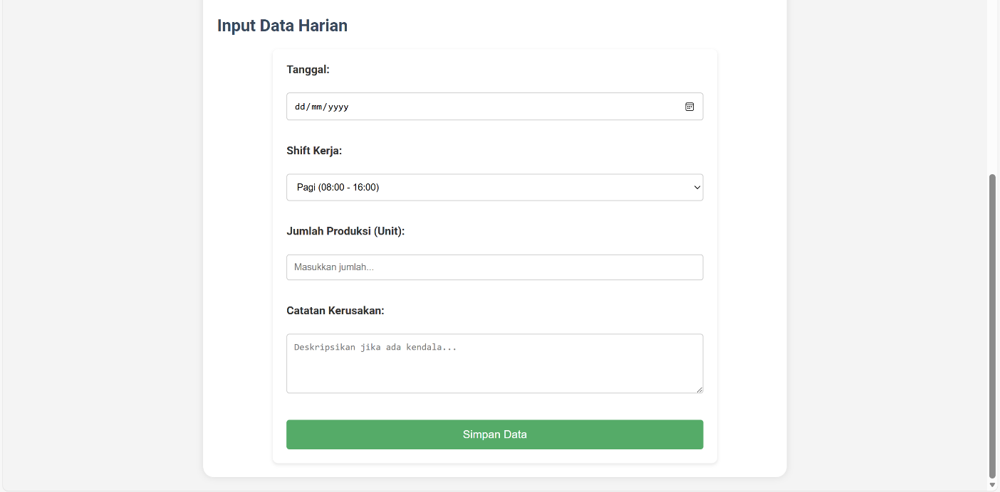 Input Data Harian
Tanggal:
dd/mm/yyyy
Shift Kerja:
Pagi (08:00 - 16:00)
Jumlah Produksi (Unit):
Masukkan jumlah...
Catatan Kerusakan:
Deskripsikan jika ada kendala...
Simpan Data